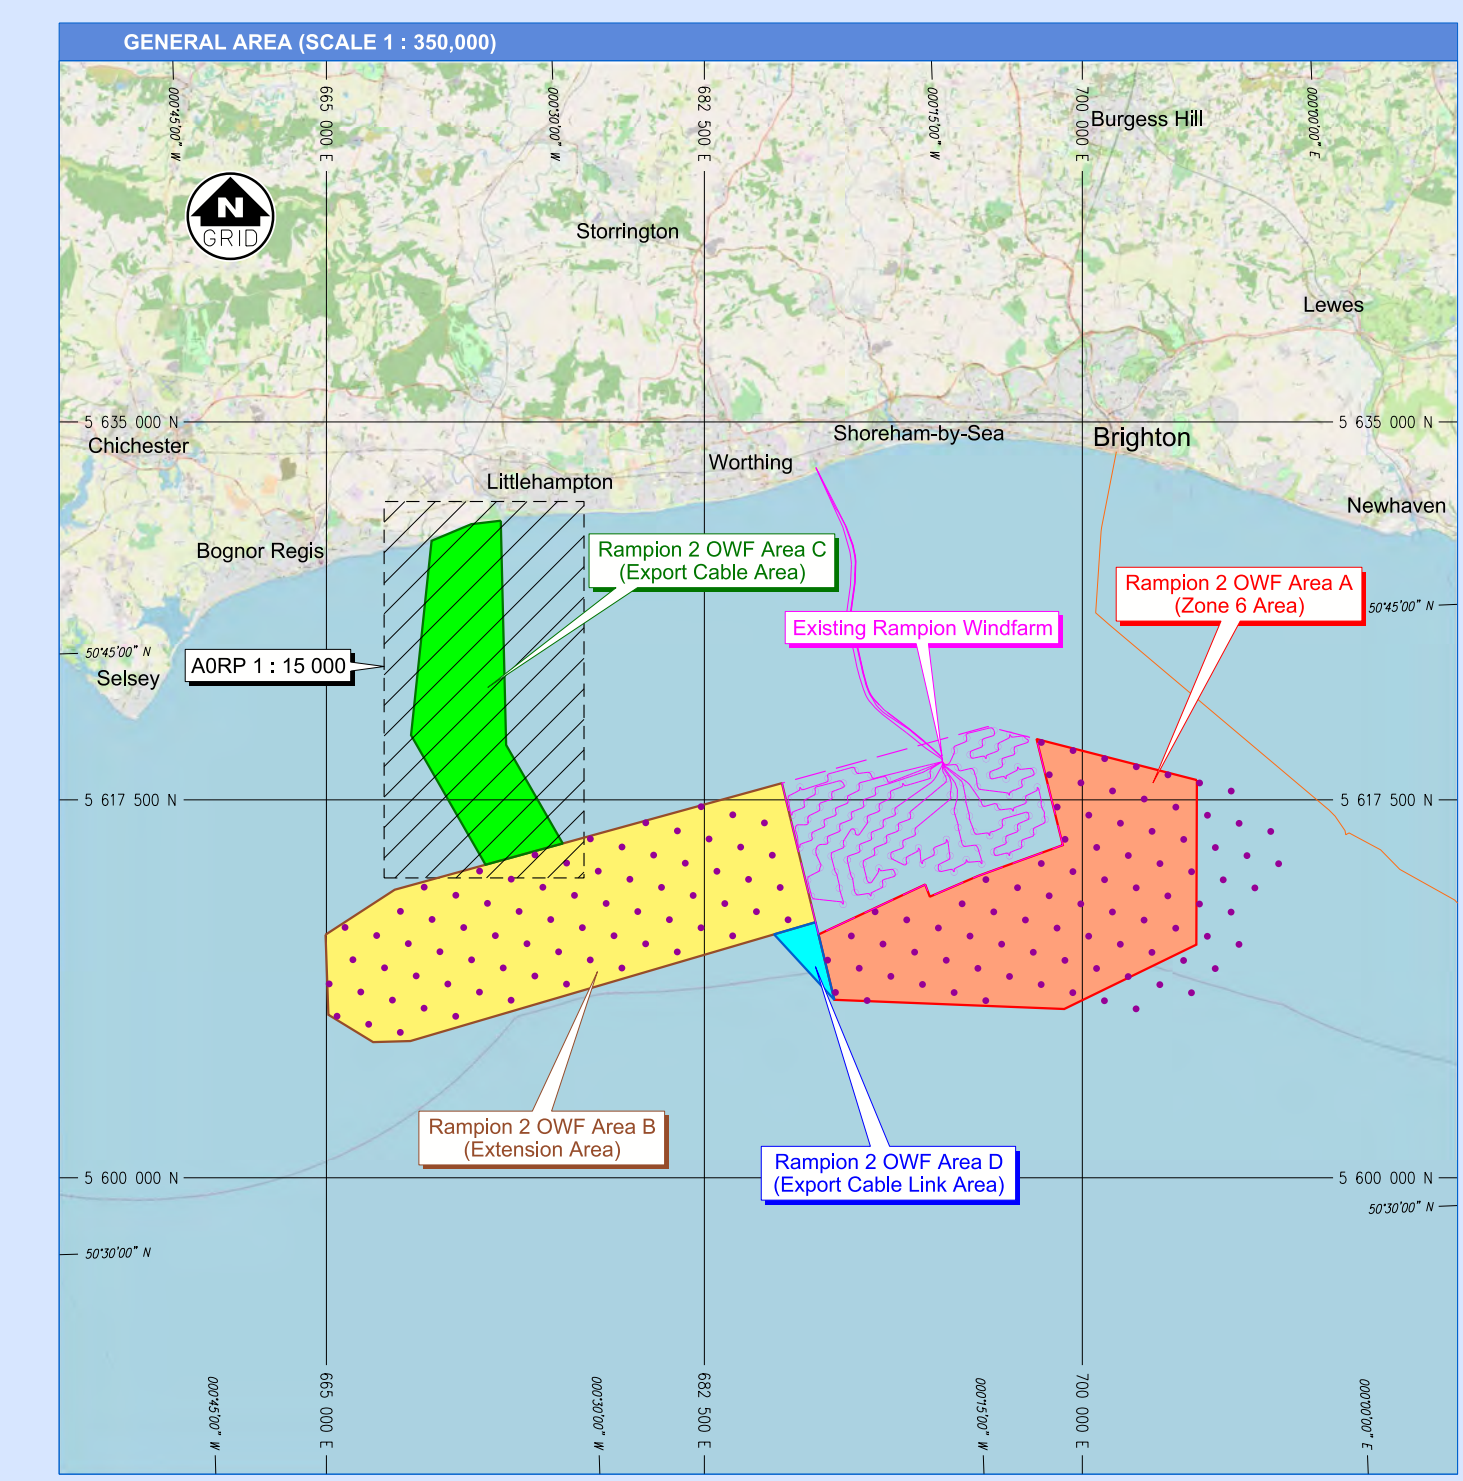 GENERAL AREA (SCALE 1 : 350,000)
000°45'00" W
665 000 E
000°30'00" W
682 500 E
000°15'00" W
700 000 E
000°00'00" E
Burgess Hill
N
GRID
Storrington
Lewes
5 635 000 N
5 635 000 N
Chichester
Shoreham-by-Sea
Brighton
Worthing
Littlehampton
Newhaven
Bognor Regis
Rampion 2 OWF Area C
(Export Cable Area)
Rampion 2 OWF Area A
(Zone 6 Area)
50°45'00" N
Existing Rampion Windfarm
50°45'00" N
A0RP 1 : 15 000
Selsey
5 617 500 N
5 617 500 N
Rampion 2 OWF Area B
(Extension Area)
Rampion 2 OWF Area D
(Export Cable Link Area)
5 600 000 N
5 600 000 N
50°30'00" N
50°30'00" N
000°45'00" W
665 000 E
000°30'00" W
682 500 E
000°15'00" W
700 000 E
000°00'00" E